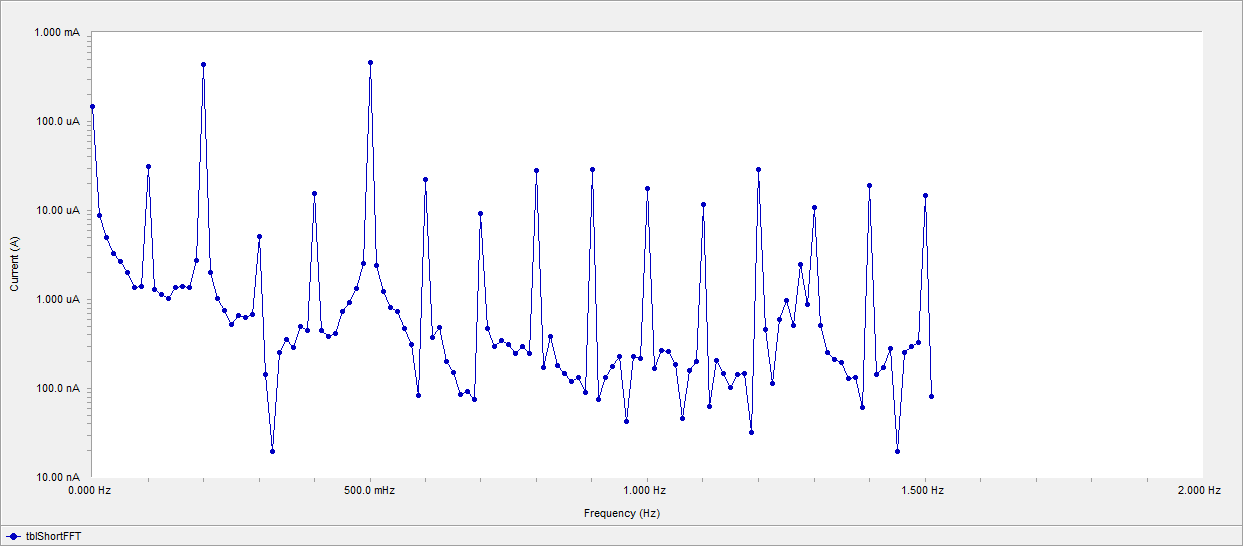 1.000 mA
100.0 uA
10.00 uA
1.000 uA
100.0 nA
10.00 nA
Current (A)
0.000 Hz 500.0 mHz 1.000 Hz 1.500 Hz 2.000 Hz
Frequency (Hz)
tblShortFFT